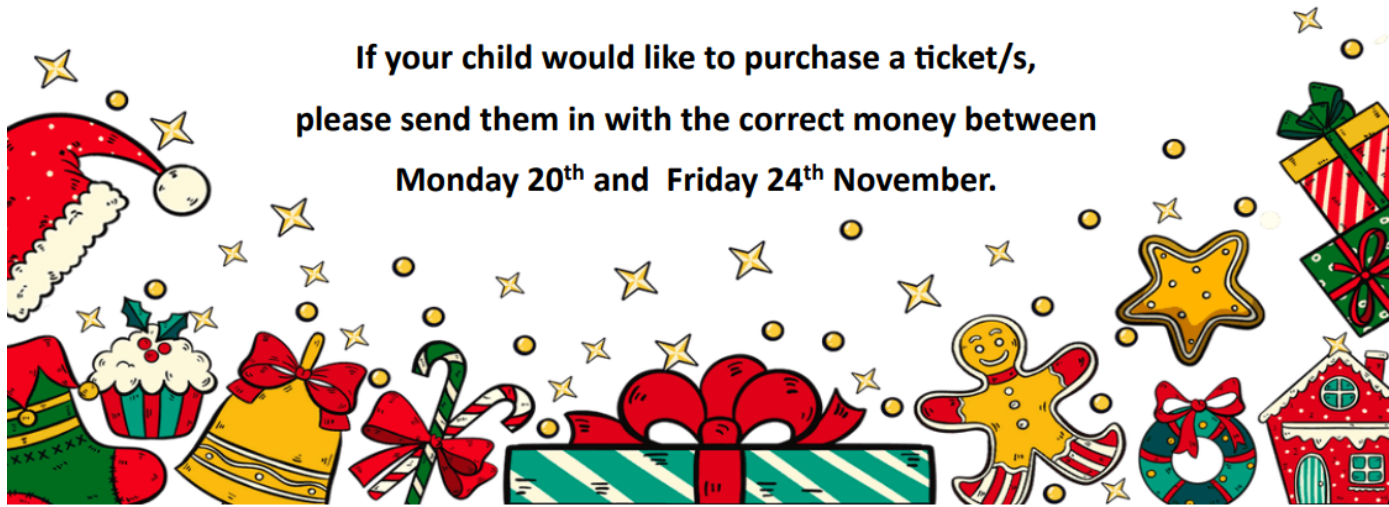 If your child would like to purchase a ticket/s,
please send them in with the correct money between
Monday 20th and Friday 24th November.